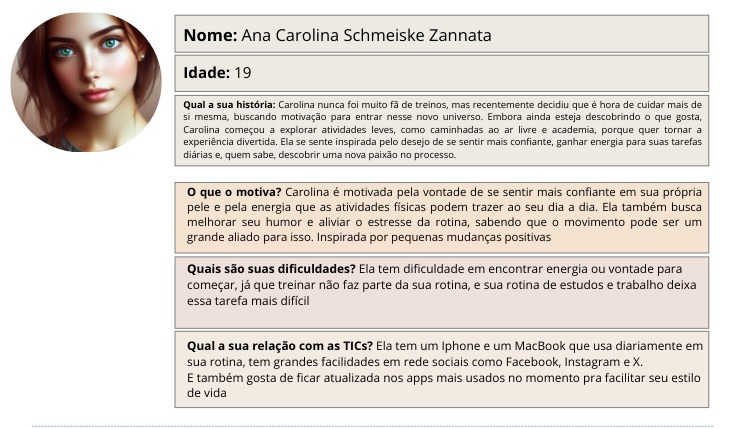 Nome: Ana Carolina Schmeiske Zannata
Idade: 19
Qual a sua história: Carolina nunca foi muito fã de treinos, mas recentemente decidiu que é hora de cuidar mais de
si mesma, buscando motivação para entrar nesse novo universo. Embora ainda esteja descobrindo o que gosta,
Carolina começou a explorar atividades leves, como caminhadas ao ar livre e academia, porque quer tornar a
experiência divertida. Ela se sente inspirada pelo desejo de se sentir mais confiante, ganhar energia para suas tarefas
diárias e, quem sabe, descobrir uma nova paixão no processo.
O que o motiva? Carolina é motivada pela vontade de se sentir mais confiante em sua própria
pele e pela energia que as atividades físicas podem trazer ao seu dia a dia. Ela também busca
melhorar seu humor e aliviar o estresse da rotina, sabendo que o movimento pode ser um
grande aliado para isso. Inspirada por pequenas mudanças positivas
Quais são suas dificuldades? Ela tem dificuldade em encontrar energia ou vontade para
começar, já que treinar não faz parte da sua rotina, e sua rotina de estudos e trabalho deixa
essa tarefa mais difícil
Qual a sua relação com as TICs? Ela tem um Iphone e um MacBook que usa diariamente em
sua rotina, tem grandes facilidades em rede sociais como Facebook, Instagram e X.
E também gosta de ficar atualizada nos apps mais usados no momento pra facilitar seu estilo
de vida